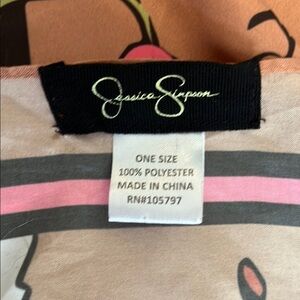 Jessica Simpson
ONE SIZE
100% POLYESTER
MADE IN CHINA
RN#105797